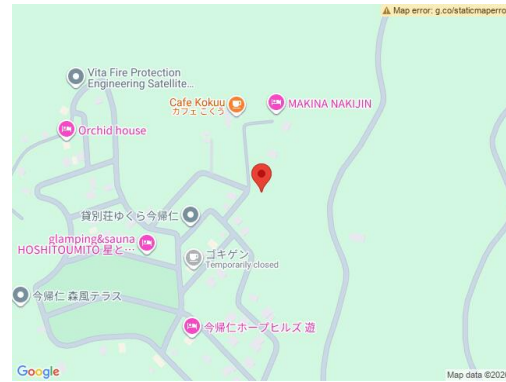 Map error: g.co/staticmaperro
Vita Fire Protection
Engineering Satellite...
Cafe Kokuu
カフェ こくう
MAKINA NAKIJIN
Orchid house
貸別荘ゆくら今帰仁
glamping&sauna
HOSHITOUMITO 星と…
ゴキゲン
Temporarily closed
今帰仁 森風テラス
今帰仁ホープヒルズ 遊
Google
Map data ©2026